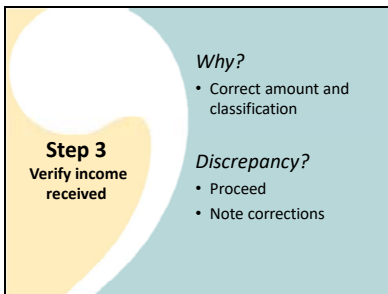 Step 3
Verify income
received
Why?
• Correct amount and
classification
Discrepancy?
• Proceed
• Note corrections